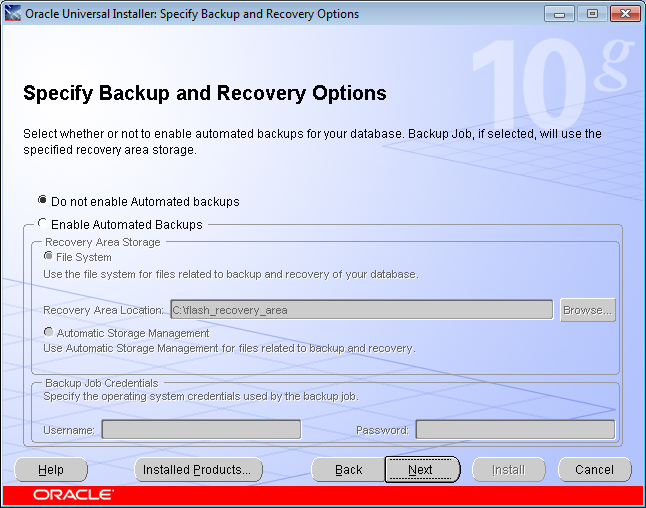 Oracle Universal Installer: Specify Backup and Recovery Options
10g
Specify Backup and Recovery Options
Select whether or not to enable automated backups for your database. Backup Job, if selected, will use the
specified recovery area storage.
Do not enable Automated backups
Enable Automated Backups
Recovery Area Storage
File System
Use the file system for files related to backup and recovery of your database.
Recovery Area Location: C:\flash_recovery_area Browse...
Automatic Storage Management
Use Automatic Storage Management for files related to backup and recovery.
Backup Job Credentials
Specify the operating system credentials used by the backup job.
Username: Password:
Help Installed Products... Back Next Install Cancel
ORACLE